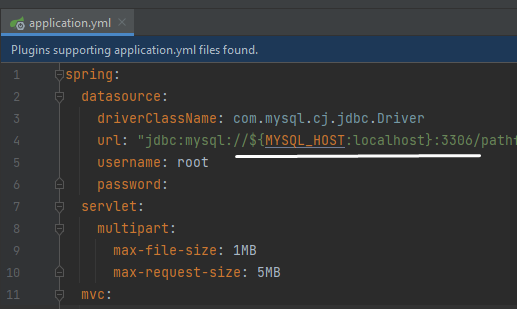 application.yml
Plugins supporting application.yml files found.
1 spring:
2 datasource:
3 driverClassName: com.mysql.cj.jdbc.Driver
4 url: "jdbc:mysql://${MYSQL_HOST:localhost}:3306/path
5 username: root
6 password:
7 servlet:
8 multipart:
9 max-file-size: 1MB
10 max-request-size: 5MB
11 mvc: